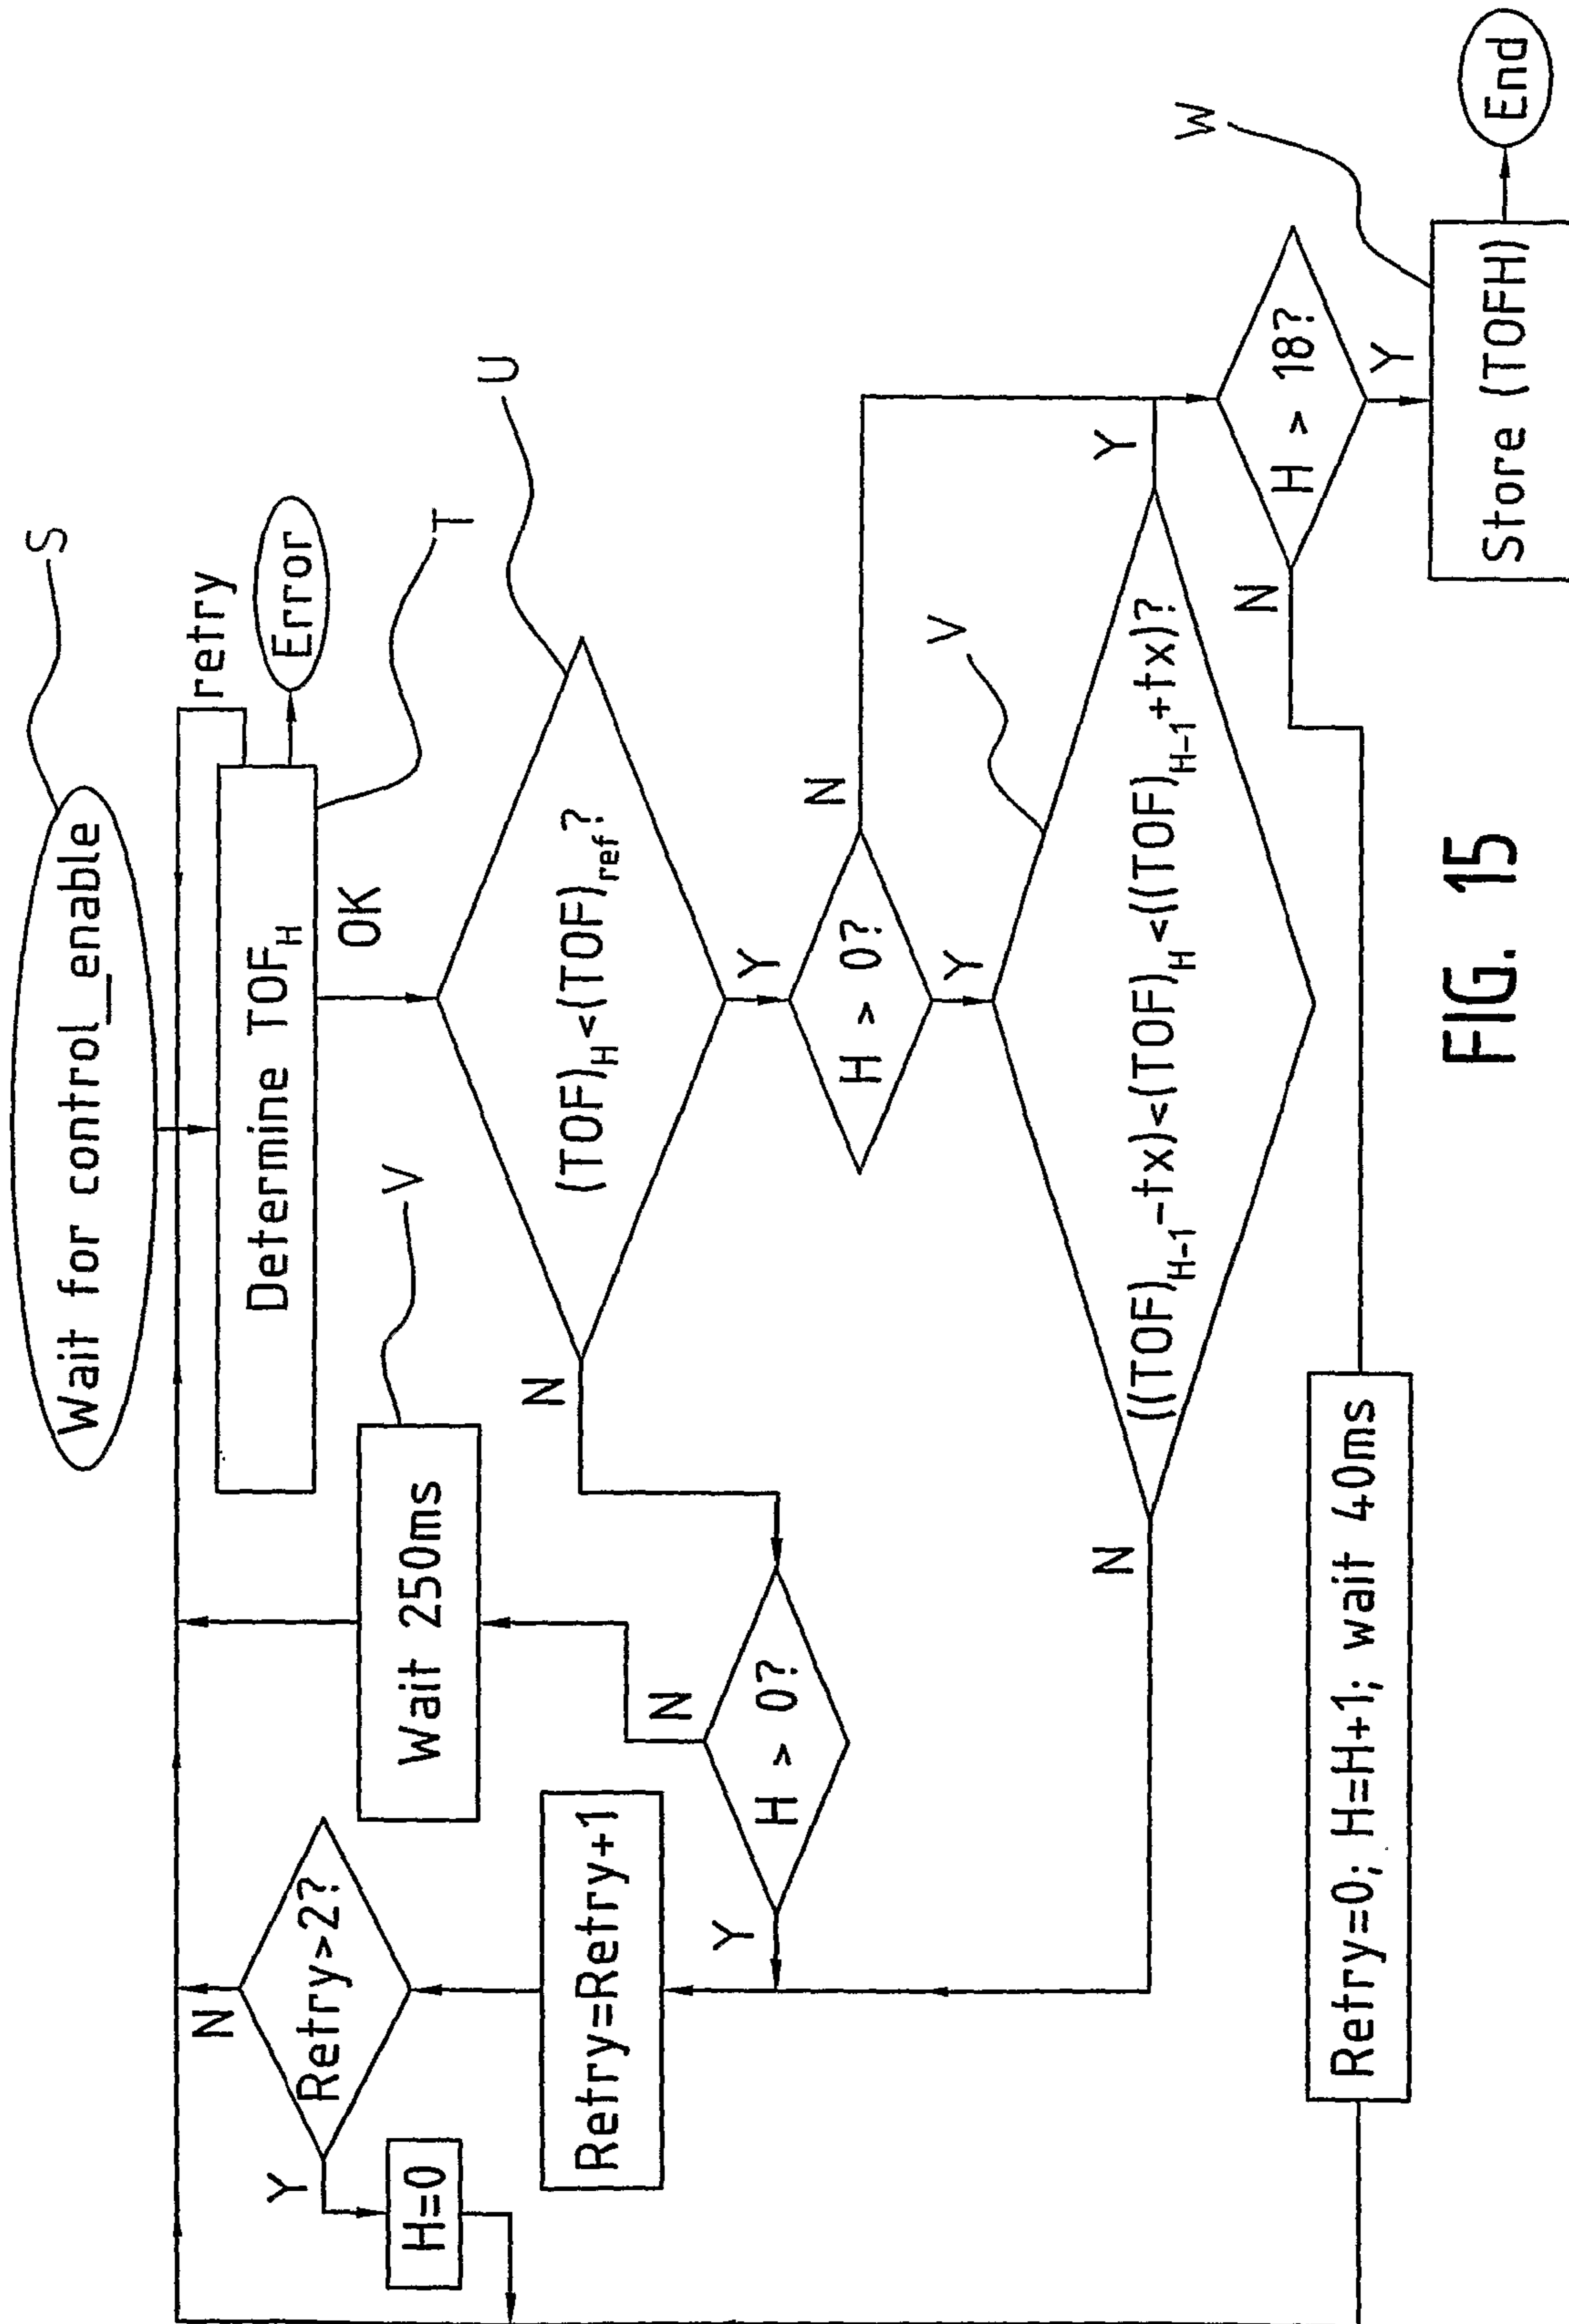 S
Wait for control_enable
retry
Determine TOF_H
Error
T
OK
U
(TOF)_H<(TOF)_ref?
N
Y
V
Wait 250ms
H > 0?
N
Y
H > 0?
N
Y
Retry=Retry+1
Retry>2?
N
Y
H=0
V
((TOF)_H-1-tx)<(TOF)_H<((TOF)_H-1+tx)?
N
Y
H > 18?
N
Y
W
Retry=0; H=H+1; wait 40ms
Store (TOFH)
End
FIG. 15